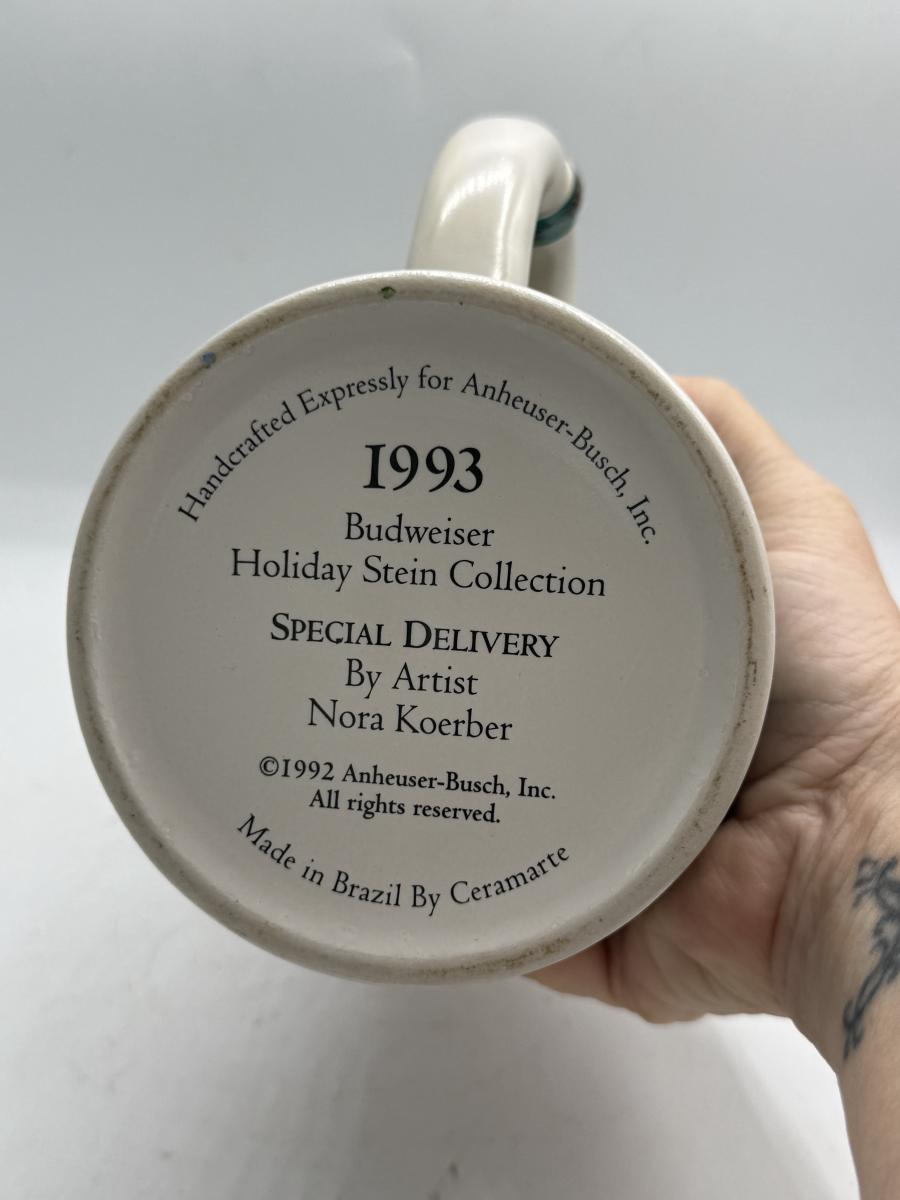 Handcrafted Expressly for Anheuser-Busch, Inc.
1993
Budweiser
Holiday Stein Collection
SPECIAL DELIVERY
By Artist
Nora Koerber
©1992 Anheuser-Busch, Inc.
All rights reserved.
Made in Brazil By Ceramarte